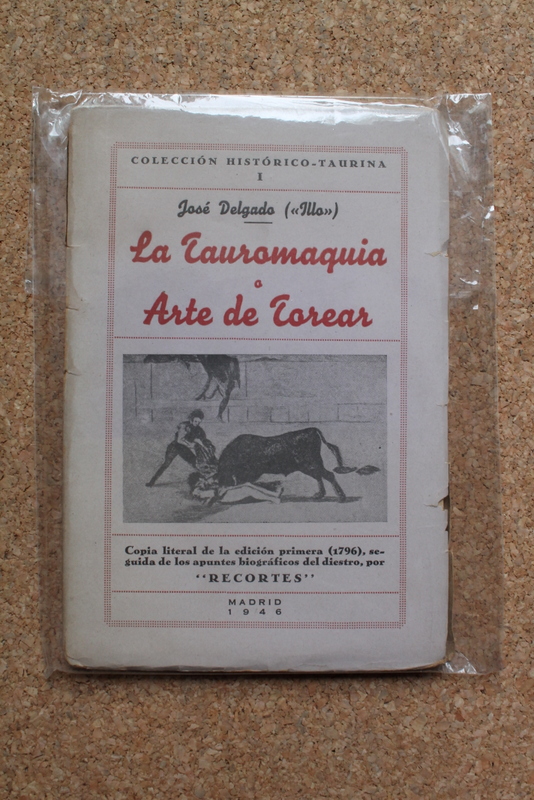 COLECCIÓN HISTÓRICO-TAURINA
I
José Delgado («Illo»)
La Tauromaquia
o
Arte de Torear
Copia literal de la edición primera (1796), se-
guida de los apuntes biográficos del diestro, por
"RECORTES"
MADRID
1946